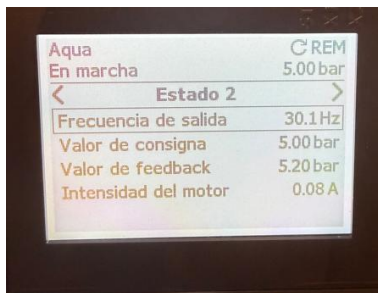 Aqua REM
En marcha 5.00 bar
< Estado 2 >
Frecuencia de salida 30.1 Hz
Valor de consigna 5.00 bar
Valor de feedback 5.20 bar
Intensidad del motor 0.08 A